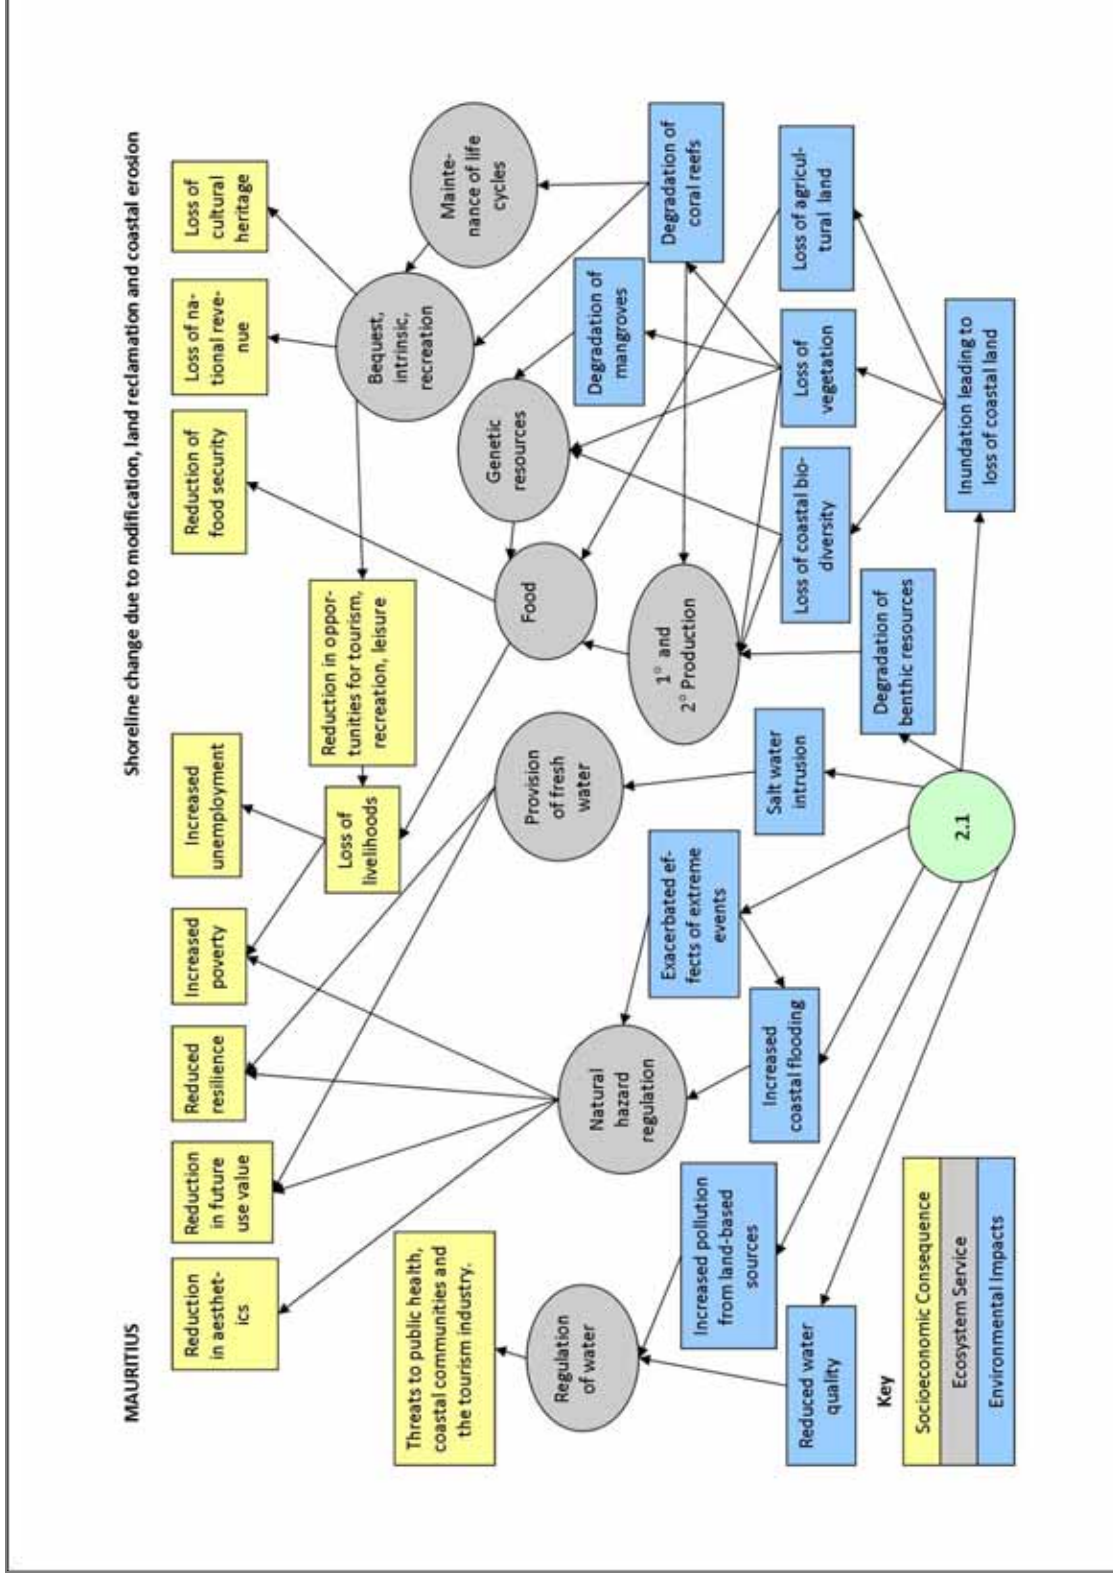 MAURITIUS
Shoreline change due to modification, land reclamation and coastal erosion
Reduction
in aesthet-
ics
Reduction
in future
use value
Reduced
resilience
Increased
poverty
Increased
unemployment
Reduction of
food security
Loss of na-
tional reve-
nue
Loss of
cultural
heritage
Threats to public health,
coastal communities and
the tourism industry.
Loss of
livelihoods
Reduction in oppor-
tunities for tourism,
recreation, leisure
Bequest,
intrinsic,
recreation
Mainte-
nance of life
cycles
Regulation
of water
Natural
hazard
regulation
Provision
of fresh
water
Food
Genetic
resources
1° and
2° Production
Degradation of
mangroves
Degradation of
coral reefs
Increased pollution
from land-based
sources
Exacerbated ef-
fects of extreme
events
Reduced water
quality
Increased
coastal flooding
Salt water
intrusion
Loss of coastal bio-
diversity
Loss of
vegetation
Loss of agricul-
tural land
Degradation of
benthic resources
2.1
Inundation leading to
loss of coastal land
Key
Socioeconomic Consequence
Ecosystem Service
Environmental Impacts